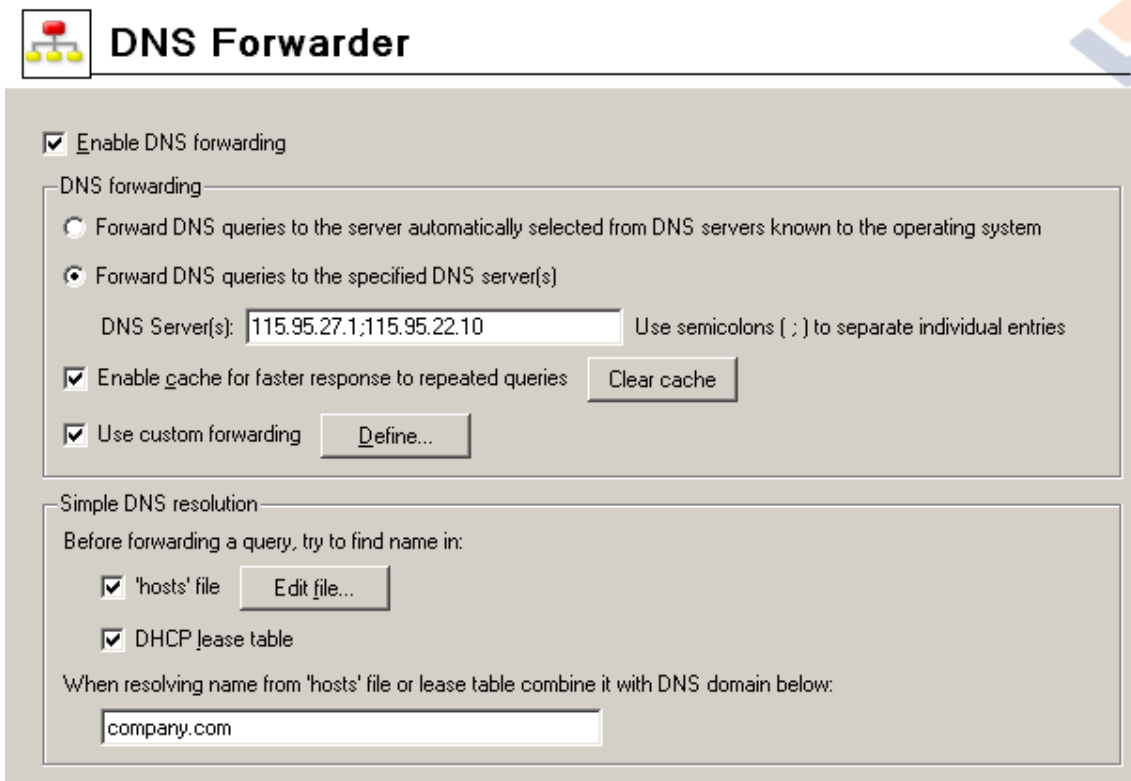 DNS Forwarder
Enable DNS forwarding
DNS forwarding
Forward DNS queries to the server automatically selected from DNS servers known to the operating system
Forward DNS queries to the specified DNS server(s)
DNS Server(s): 115.95.27.1;115.95.22.10 Use semicolons ( ; ) to separate individual entries
Enable cache for faster response to repeated queries Clear cache
Use custom forwarding Define...
Simple DNS resolution
Before forwarding a query, try to find name in:
'hosts' file Edit file...
DHCP lease table
When resolving name from 'hosts' file or lease table combine it with DNS domain below:
company.com